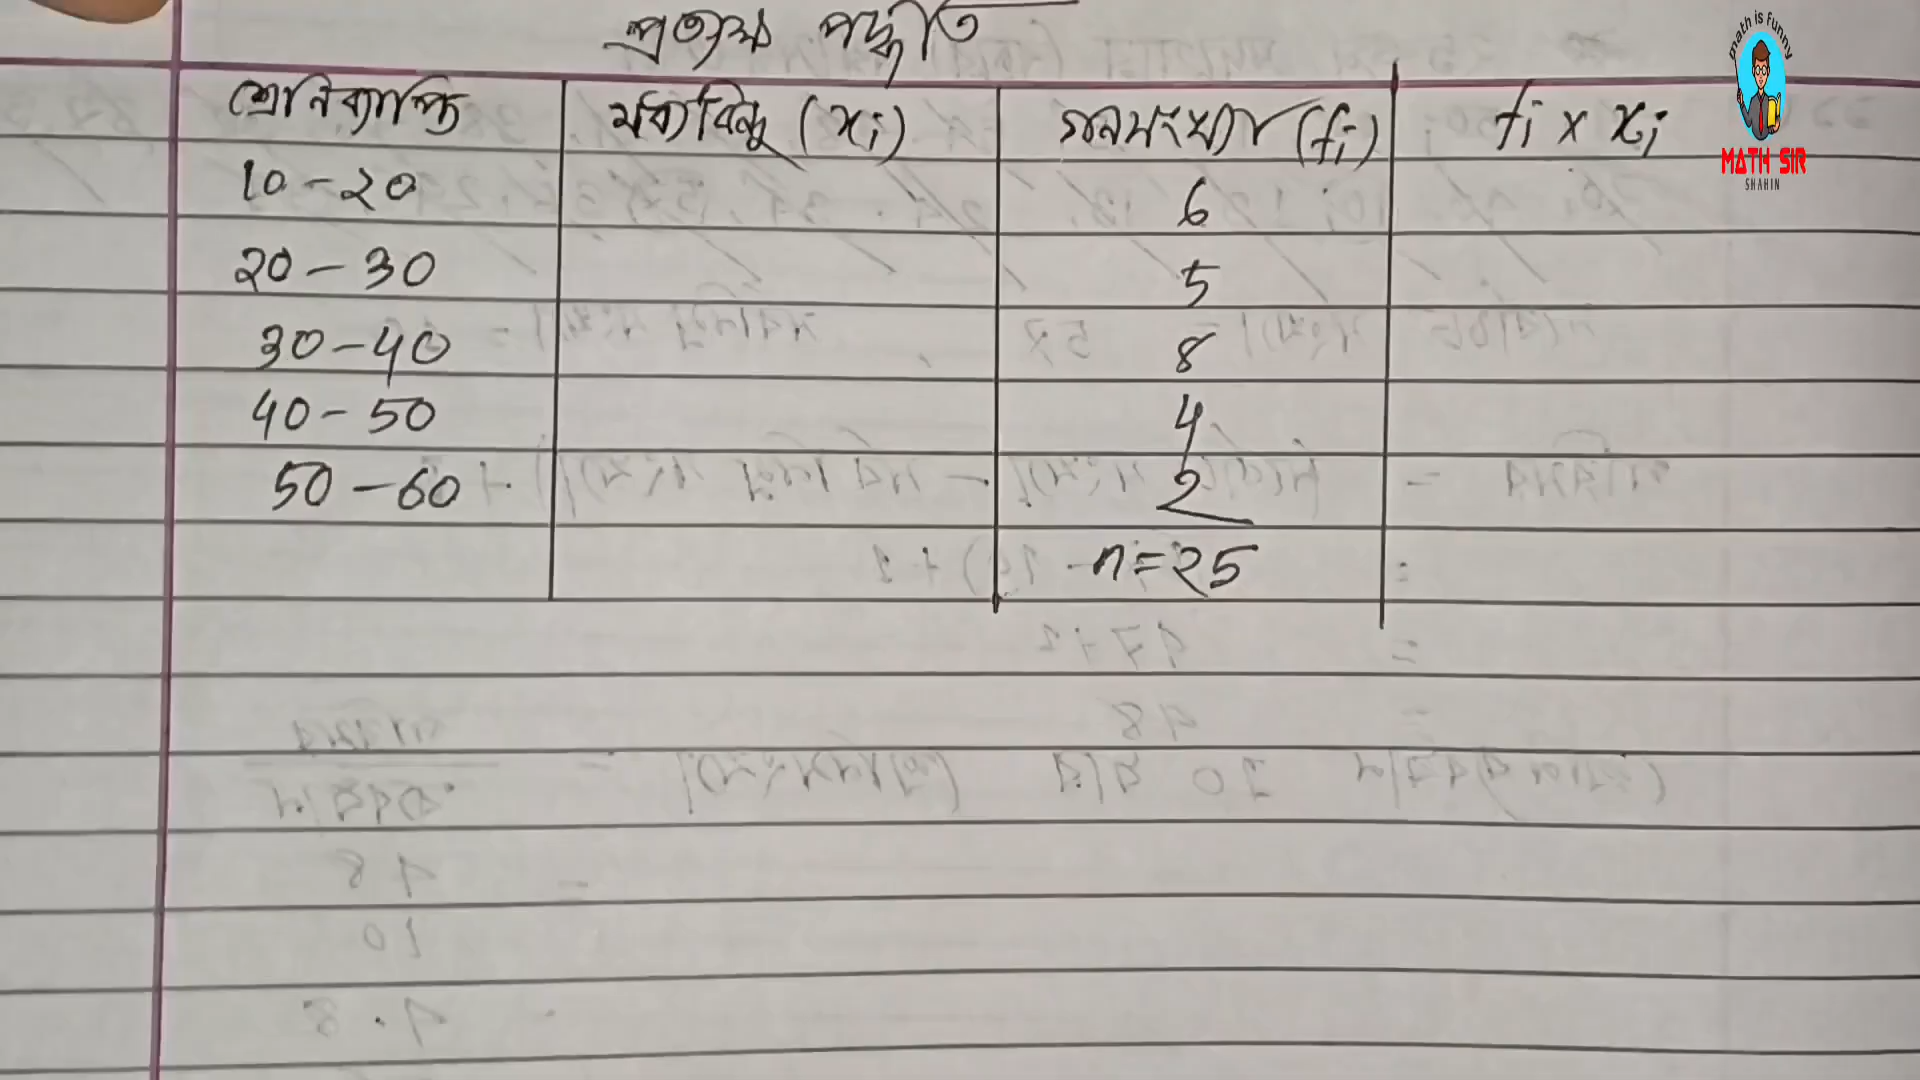 প্রত্যক্ষ পদ্ধতি
শ্রেনিব্যাপ্তি মধ্যবিন্দু (xi) গনসংখ্যা (fi) fi x xi
10 - 20 6
20 - 30 5
30 - 40 8
40 - 50 4
50 - 60 2
n = 25
math is Funny
MATH SIR
SHAHIN